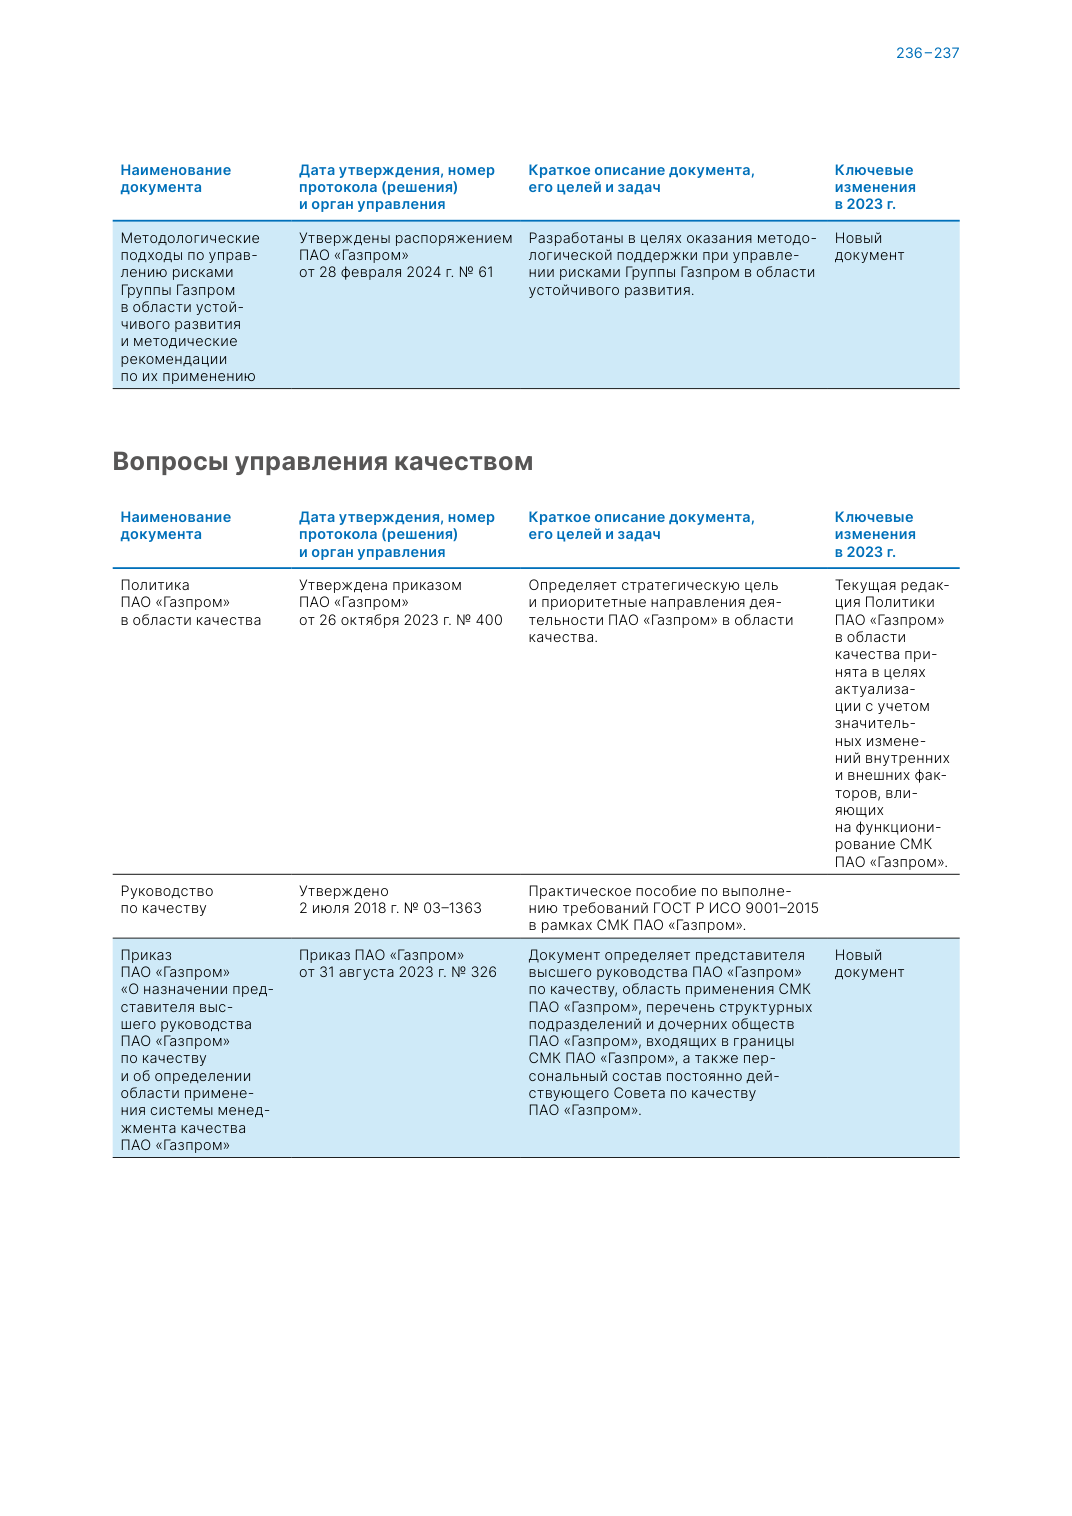 236–237
Наименование
документа
Дата утверждения, номер
протокола (решения)
и орган управления
Краткое описание документа,
его целей и задач
Ключевые
изменения
в 2023 г.
Методологические
подходы по управ-
лению рисками
Группы Газпром
в области устой-
чивого развития
и методические
рекомендации
по их применению
Утверждены распоряжением
ПАО «Газпром»
от 28 февраля 2024 г. № 61
Разработаны в целях оказания методо-
логической поддержки при управле-
нии рисками Группы Газпром в области
устойчивого развития.
Новый
документ
Вопросы управления качеством
Наименование
документа
Дата утверждения, номер
протокола (решения)
и орган управления
Краткое описание документа,
его целей и задач
Ключевые
изменения
в 2023 г.
Политика
ПАО «Газпром»
в области качества
Утверждена приказом
ПАО «Газпром»
от 26 октября 2023 г. № 400
Определяет стратегическую цель
и приоритетные направления дея-
тельности ПАО «Газпром» в области
качества.
Текущая редак-
ция Политики
ПАО «Газпром»
в области
качества при-
нята в целях
актуализа-
ции с учетом
значитель-
ных измене-
ний внутренних
и внешних фак-
торов, вли-
яющих
на функциони-
рование СМК
ПАО «Газпром».
Руководство
по качеству
Утверждено
2 июля 2018 г. № 03–1363
Практическое пособие по выполне-
нию требований ГОСТ Р ИСО 9001–2015
в рамках СМК ПАО «Газпром».
Приказ
ПАО «Газпром»
«О назначении пред-
ставителя выс-
шего руководства
ПАО «Газпром»
по качеству
и об определении
области примене-
ния системы менед-
жмента качества
ПАО «Газпром»
Приказ ПАО «Газпром»
от 31 августа 2023 г. № 326
Документ определяет представителя
высшего руководства ПАО «Газпром»
по качеству, область применения СМК
ПАО «Газпром», перечень структурных
подразделений и дочерних обществ
ПАО «Газпром», входящих в границы
СМК ПАО «Газпром», а также пер-
сональный состав постоянно дей-
ствующего Совета по качеству
ПАО «Газпром».
Новый
документ